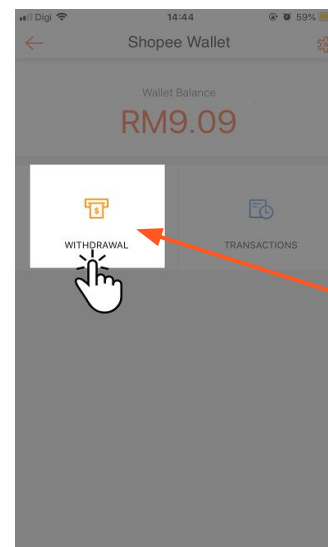 Digi 14:44 59%
Shopee Wallet
Wallet Balance
RM9.09
$
WITHDRAWAL TRANSACTIONS